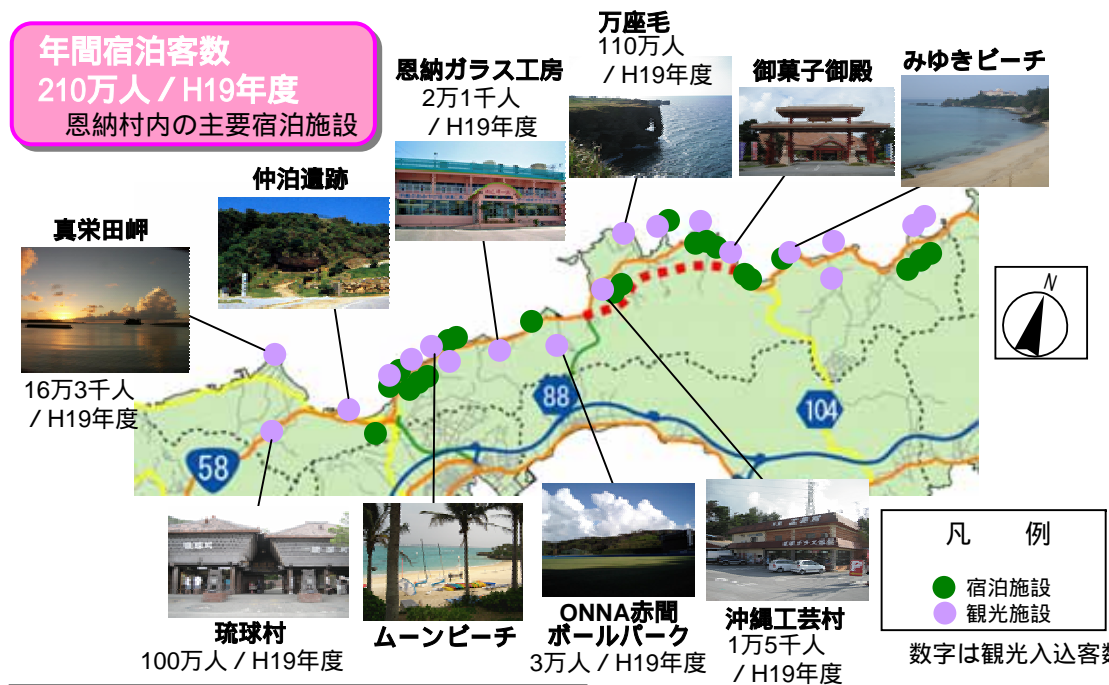 年間宿泊客数
210万人 / H19年度
恩納村内の主要宿泊施設
恩納ガラス工房
2万1千人
/ H19年度
万座毛
110万人
/ H19年度
御菓子御殿
みゆきビーチ
仲泊遺跡
真栄田岬
16万3千人
/ H19年度
N
58
88
104
琉球村
100万人 / H19年度
ムーンビーチ
ONNA赤間
ボールパーク
3万人 / H19年度
沖縄工芸村
1万5千人
/ H19年度
凡 例
宿泊施設
観光施設
数字は観光入込客数